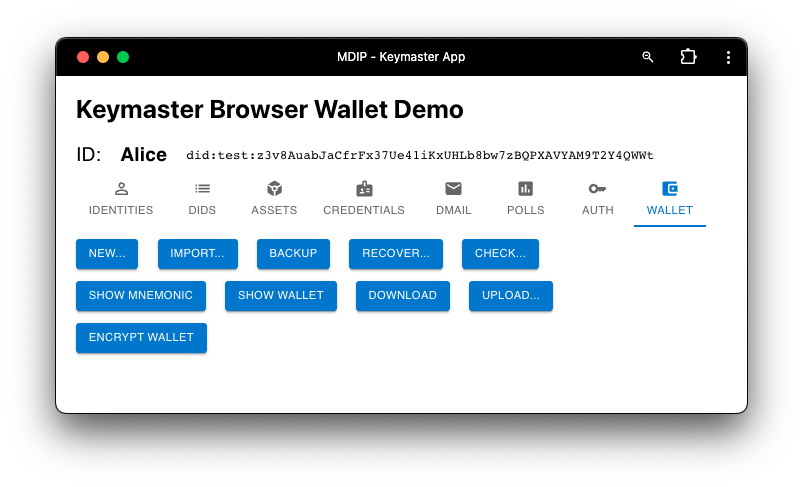 MDIP - Keymaster App
Keymaster Browser Wallet Demo
ID: Alice did:test:z3v8AuabJaCfrFx37Ue41iKxUHLb8bw7zBQPXAVYAM9T2Y4QWWt
IDENTITIES DIDS ASSETS CREDENTIALS DMAIL POLLS AUTH WALLET
NEW... IMPORT... BACKUP RECOVER... CHECK...
SHOW MNEMONIC SHOW WALLET DOWNLOAD UPLOAD...
ENCRYPT WALLET